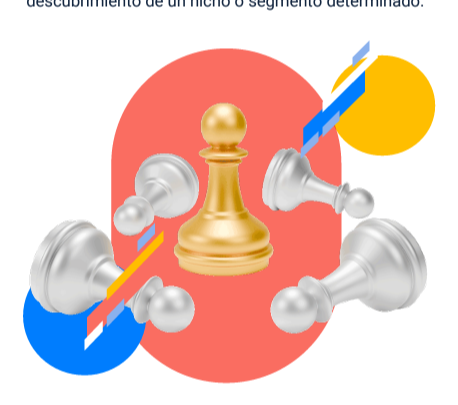 descubrimiento de un nicho o segmento determinado.